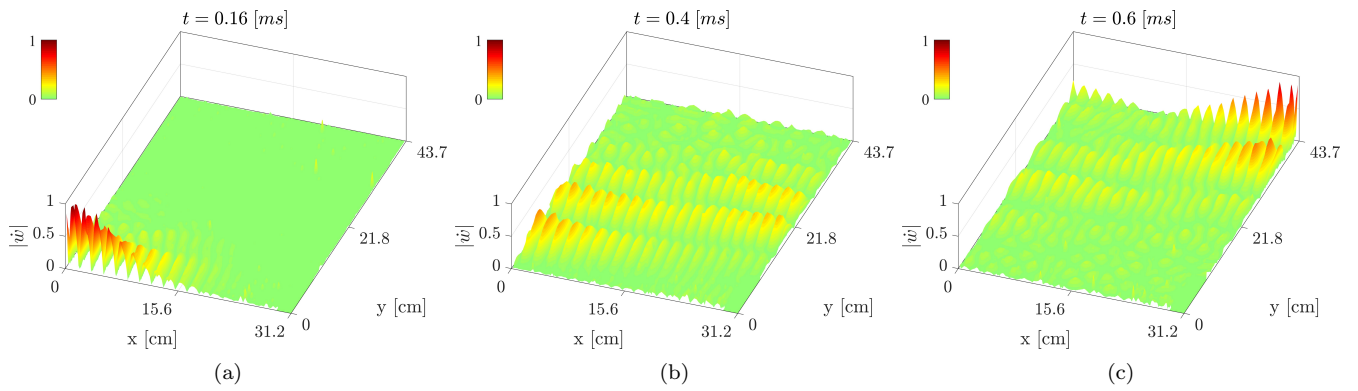 t = 0.16 [ms]
1
0
1
0.5
0
|ẇ|
0
15.6
31.2
x [cm]
0
21.8
43.7
y [cm]
(a)
t = 0.4 [ms]
1
0
1
0.5
0
|ẇ|
0
15.6
31.2
x [cm]
0
21.8
43.7
y [cm]
(b)
t = 0.6 [ms]
1
0
1
0.5
0
|ẇ|
0
15.6
31.2
x [cm]
0
21.8
43.7
y [cm]
(c)